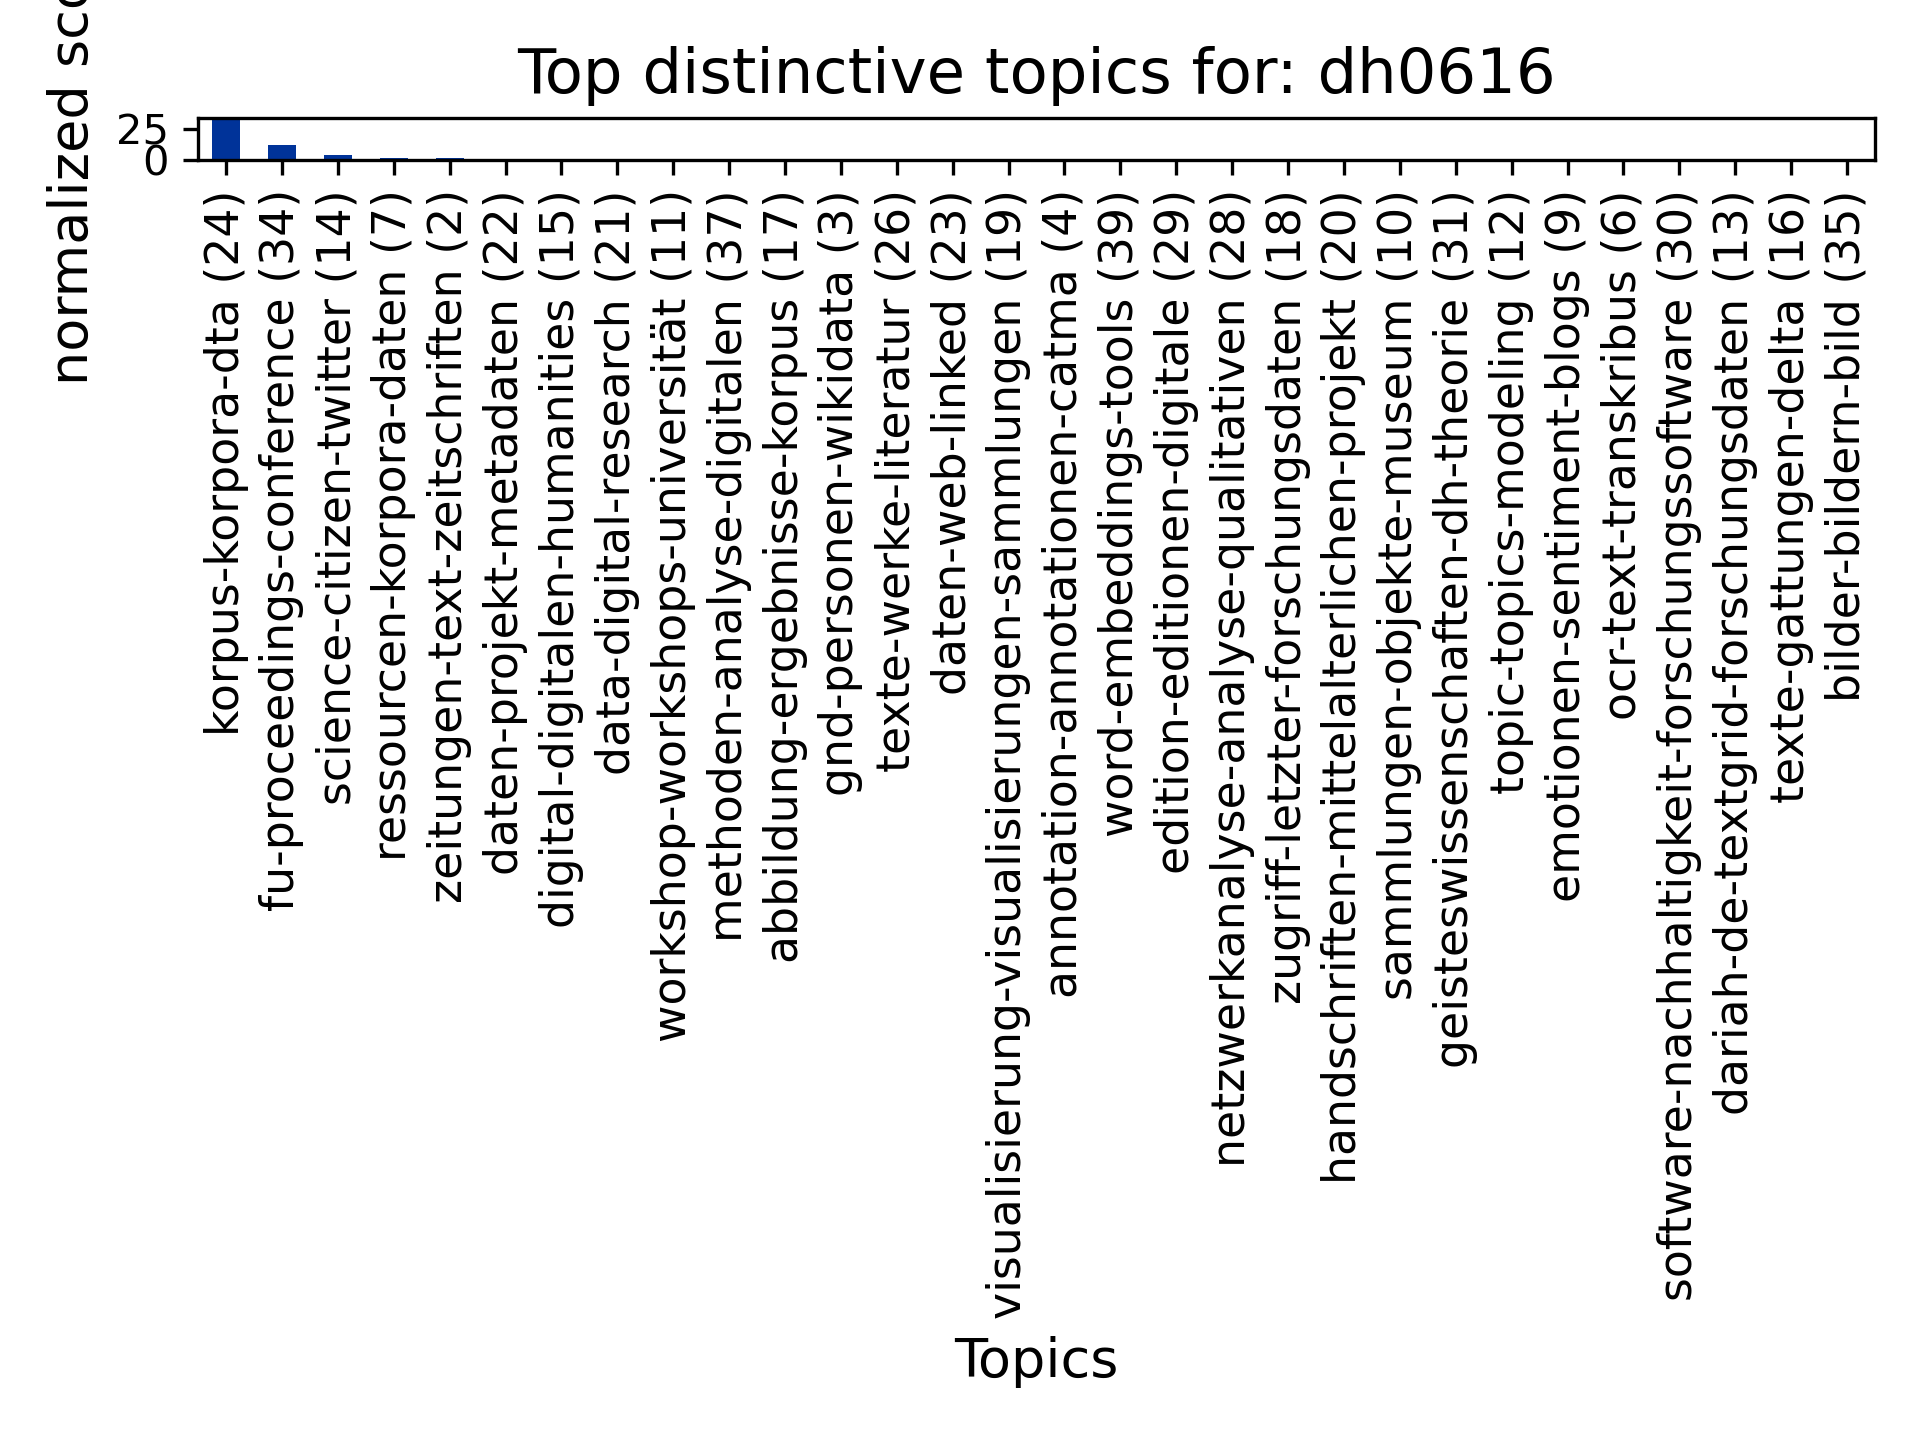 Top distinctive topics for: dh0616
normalized
25
0
korpus-korpora-dta (24)
fu-proceedings-conference (34)
science-citizen-twitter (14)
ressourcen-korpora-daten (7)
zeitungen-text-zeitschriften (2)
daten-projekt-metadaten (22)
digital-digitalen-humanities (15)
data-digital-research (21)
workshop-workshops-universität (11)
methoden-analyse-digitalen (37)
abbildung-ergebnisse-korpus (17)
gnd-personen-wikidata (3)
texte-werke-literatur (26)
daten-web-linked (23)
visualisierung-visualisierungen-sammlungen (19)
annotation-annotationen-catma (4)
word-embeddings-tools (39)
edition-editionen-digitale (29)
netzwerkanalyse-analyse-qualitativen (28)
zugriff-letzter-forschungsdaten (18)
handschriften-mittelalterlichen-projekt (20)
sammlungen-objekte-museum (10)
geisteswissenschaften-dh-theorie (31)
topic-topics-modeling (12)
emotionen-sentiment-blogs (9)
ocr-text-transkribus (6)
software-nachhaltigkeit-forschungssoftware (30)
dariah-de-textgrid-forschungsdaten (13)
texte-gattungen-delta (16)
bilder-bildern-bild (35)
Topics